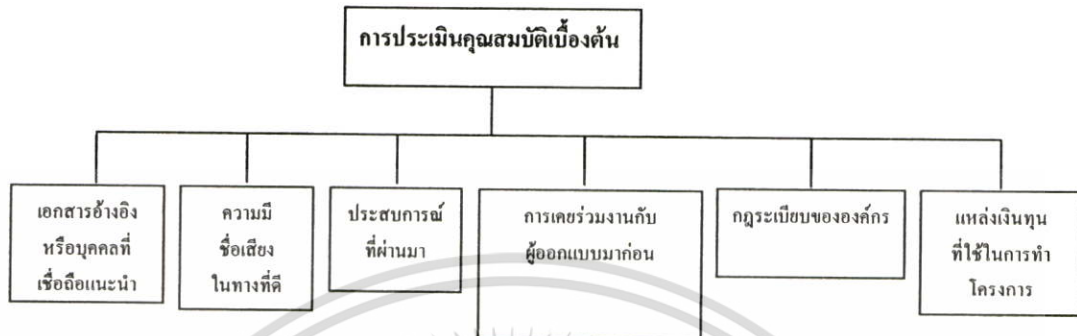 การประเมินคุณสมบัติเบื้องต้น
เอกสารอ้างอิง
หรือบุคคลที่
เชื่อถือแนะนำ
ความมี
ชื่อเสียง
ในทางที่ดี
ประสบการณ์
ที่ผ่านมา
การเคยร่วมงานกับ
ผู้ออกแบบมาก่อน
กฎระเบียบขององค์กร
แหล่งเงินทุน
ที่ใช้ในการทำ
โครงการ